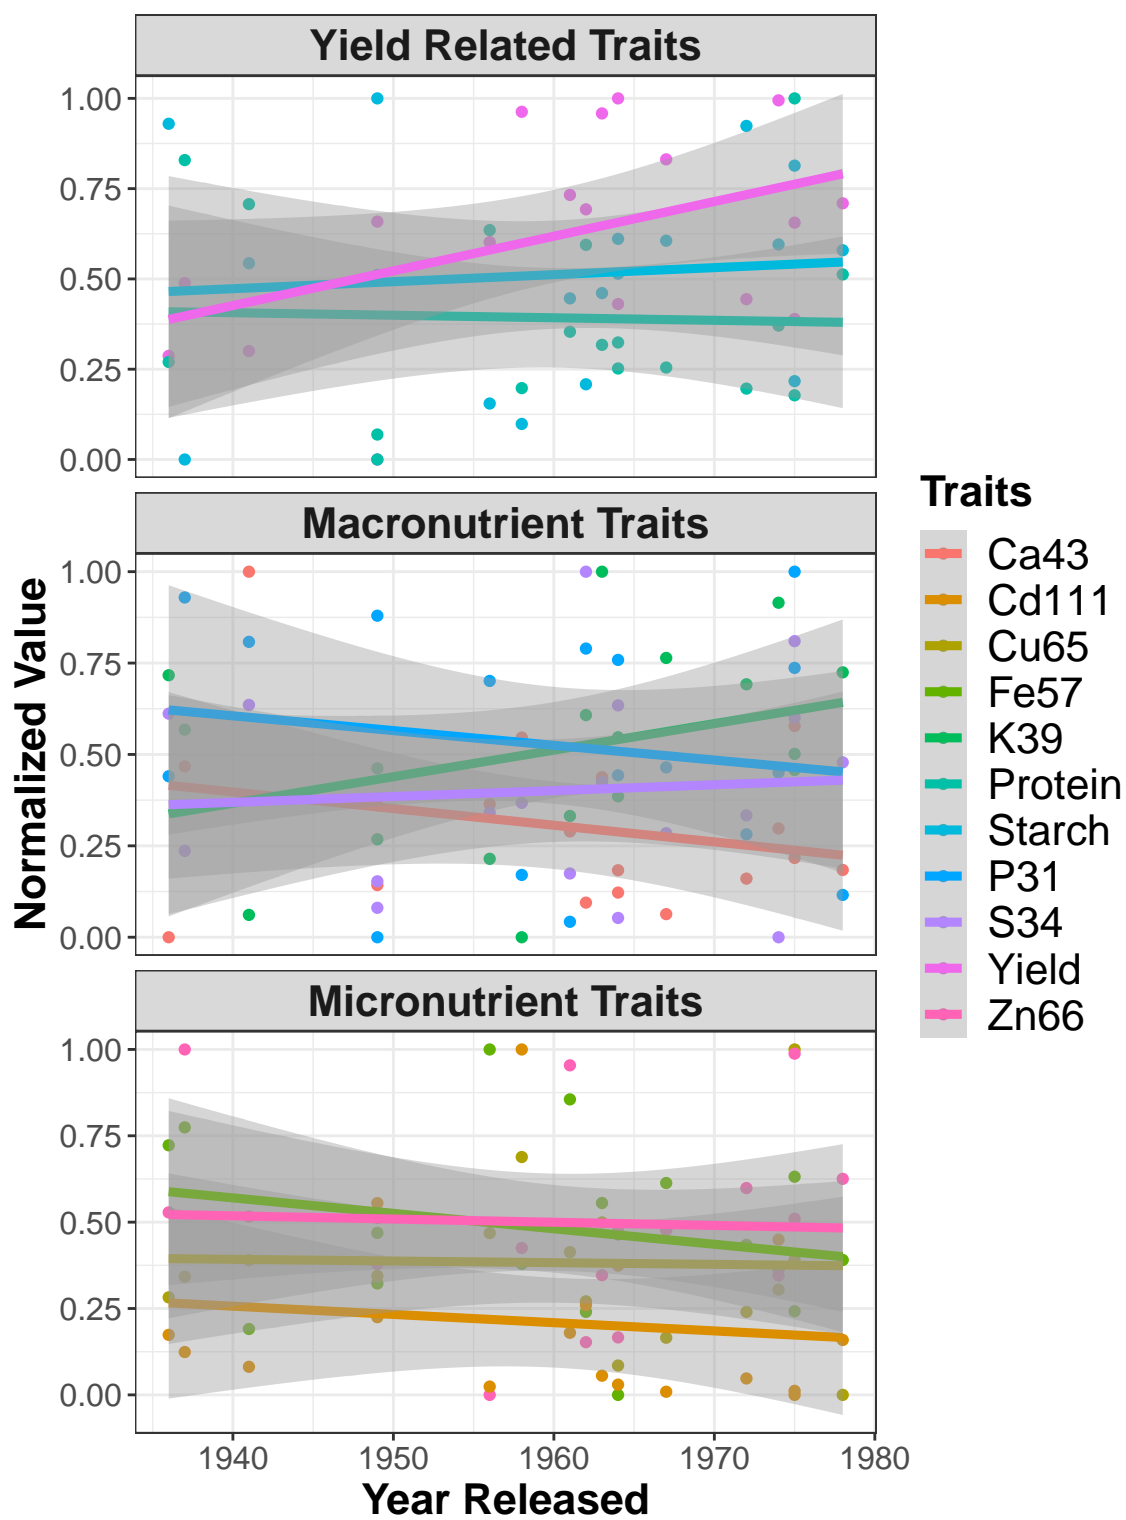 Yield Related Traits
1.00
0.75
0.50
0.25
0.00
Macronutrient Traits
1.00
0.75
0.50
0.25
0.00
Micronutrient Traits
1.00
0.75
0.50
0.25
0.00
1940 1950 1960 1970 1980
Year Released
Normalized Value
Traits
Ca43
Cd111
Cu65
Fe57
K39
Protein
Starch
P31
S34
Yield
Zn66